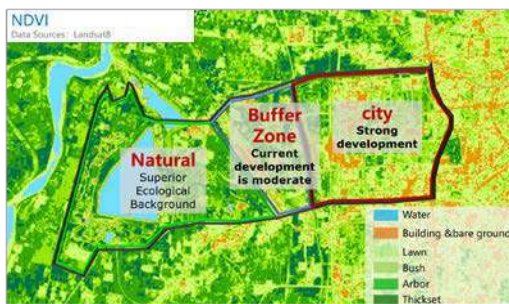 NDVI
Data Sources: Landsat8
Natural
Superior
Ecological
Background
Buffer
Zone
Current
development
is moderate
city
Strong
development
Water
Building &bare ground
Lawn
Bush
Arbor
Thickset